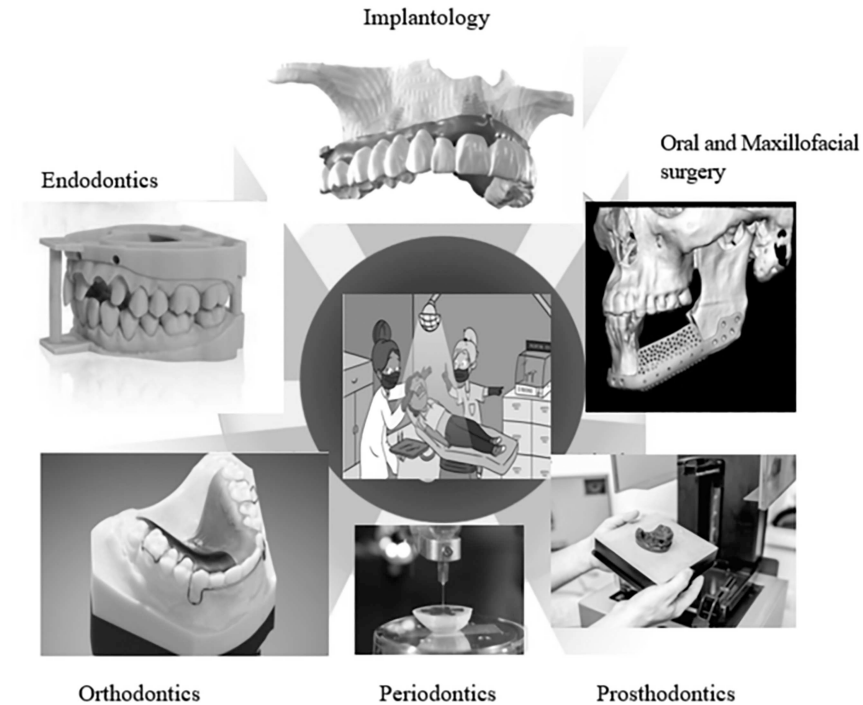 Implantology
Oral and Maxillofacial
surgery
Endodontics
Orthodontics
Periodontics
Prosthodontics